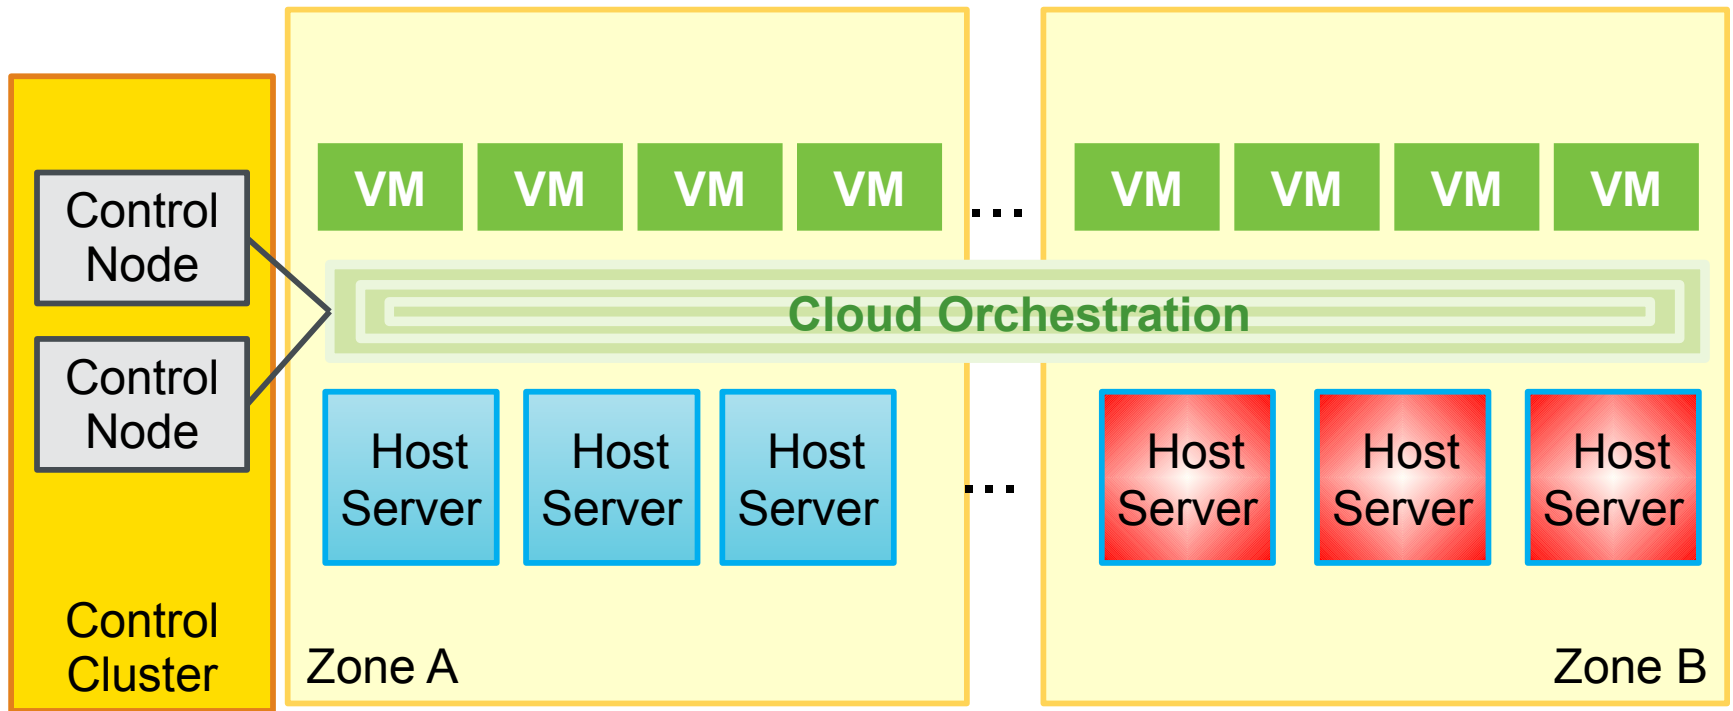 Control
Node
Control
Node
Control
Cluster
VM VM VM VM ... VM VM VM VM
Cloud Orchestration
Host
Server
Host
Server
Host
Server
...
Host
Server
Host
Server
Host
Server
Zone A
Zone B